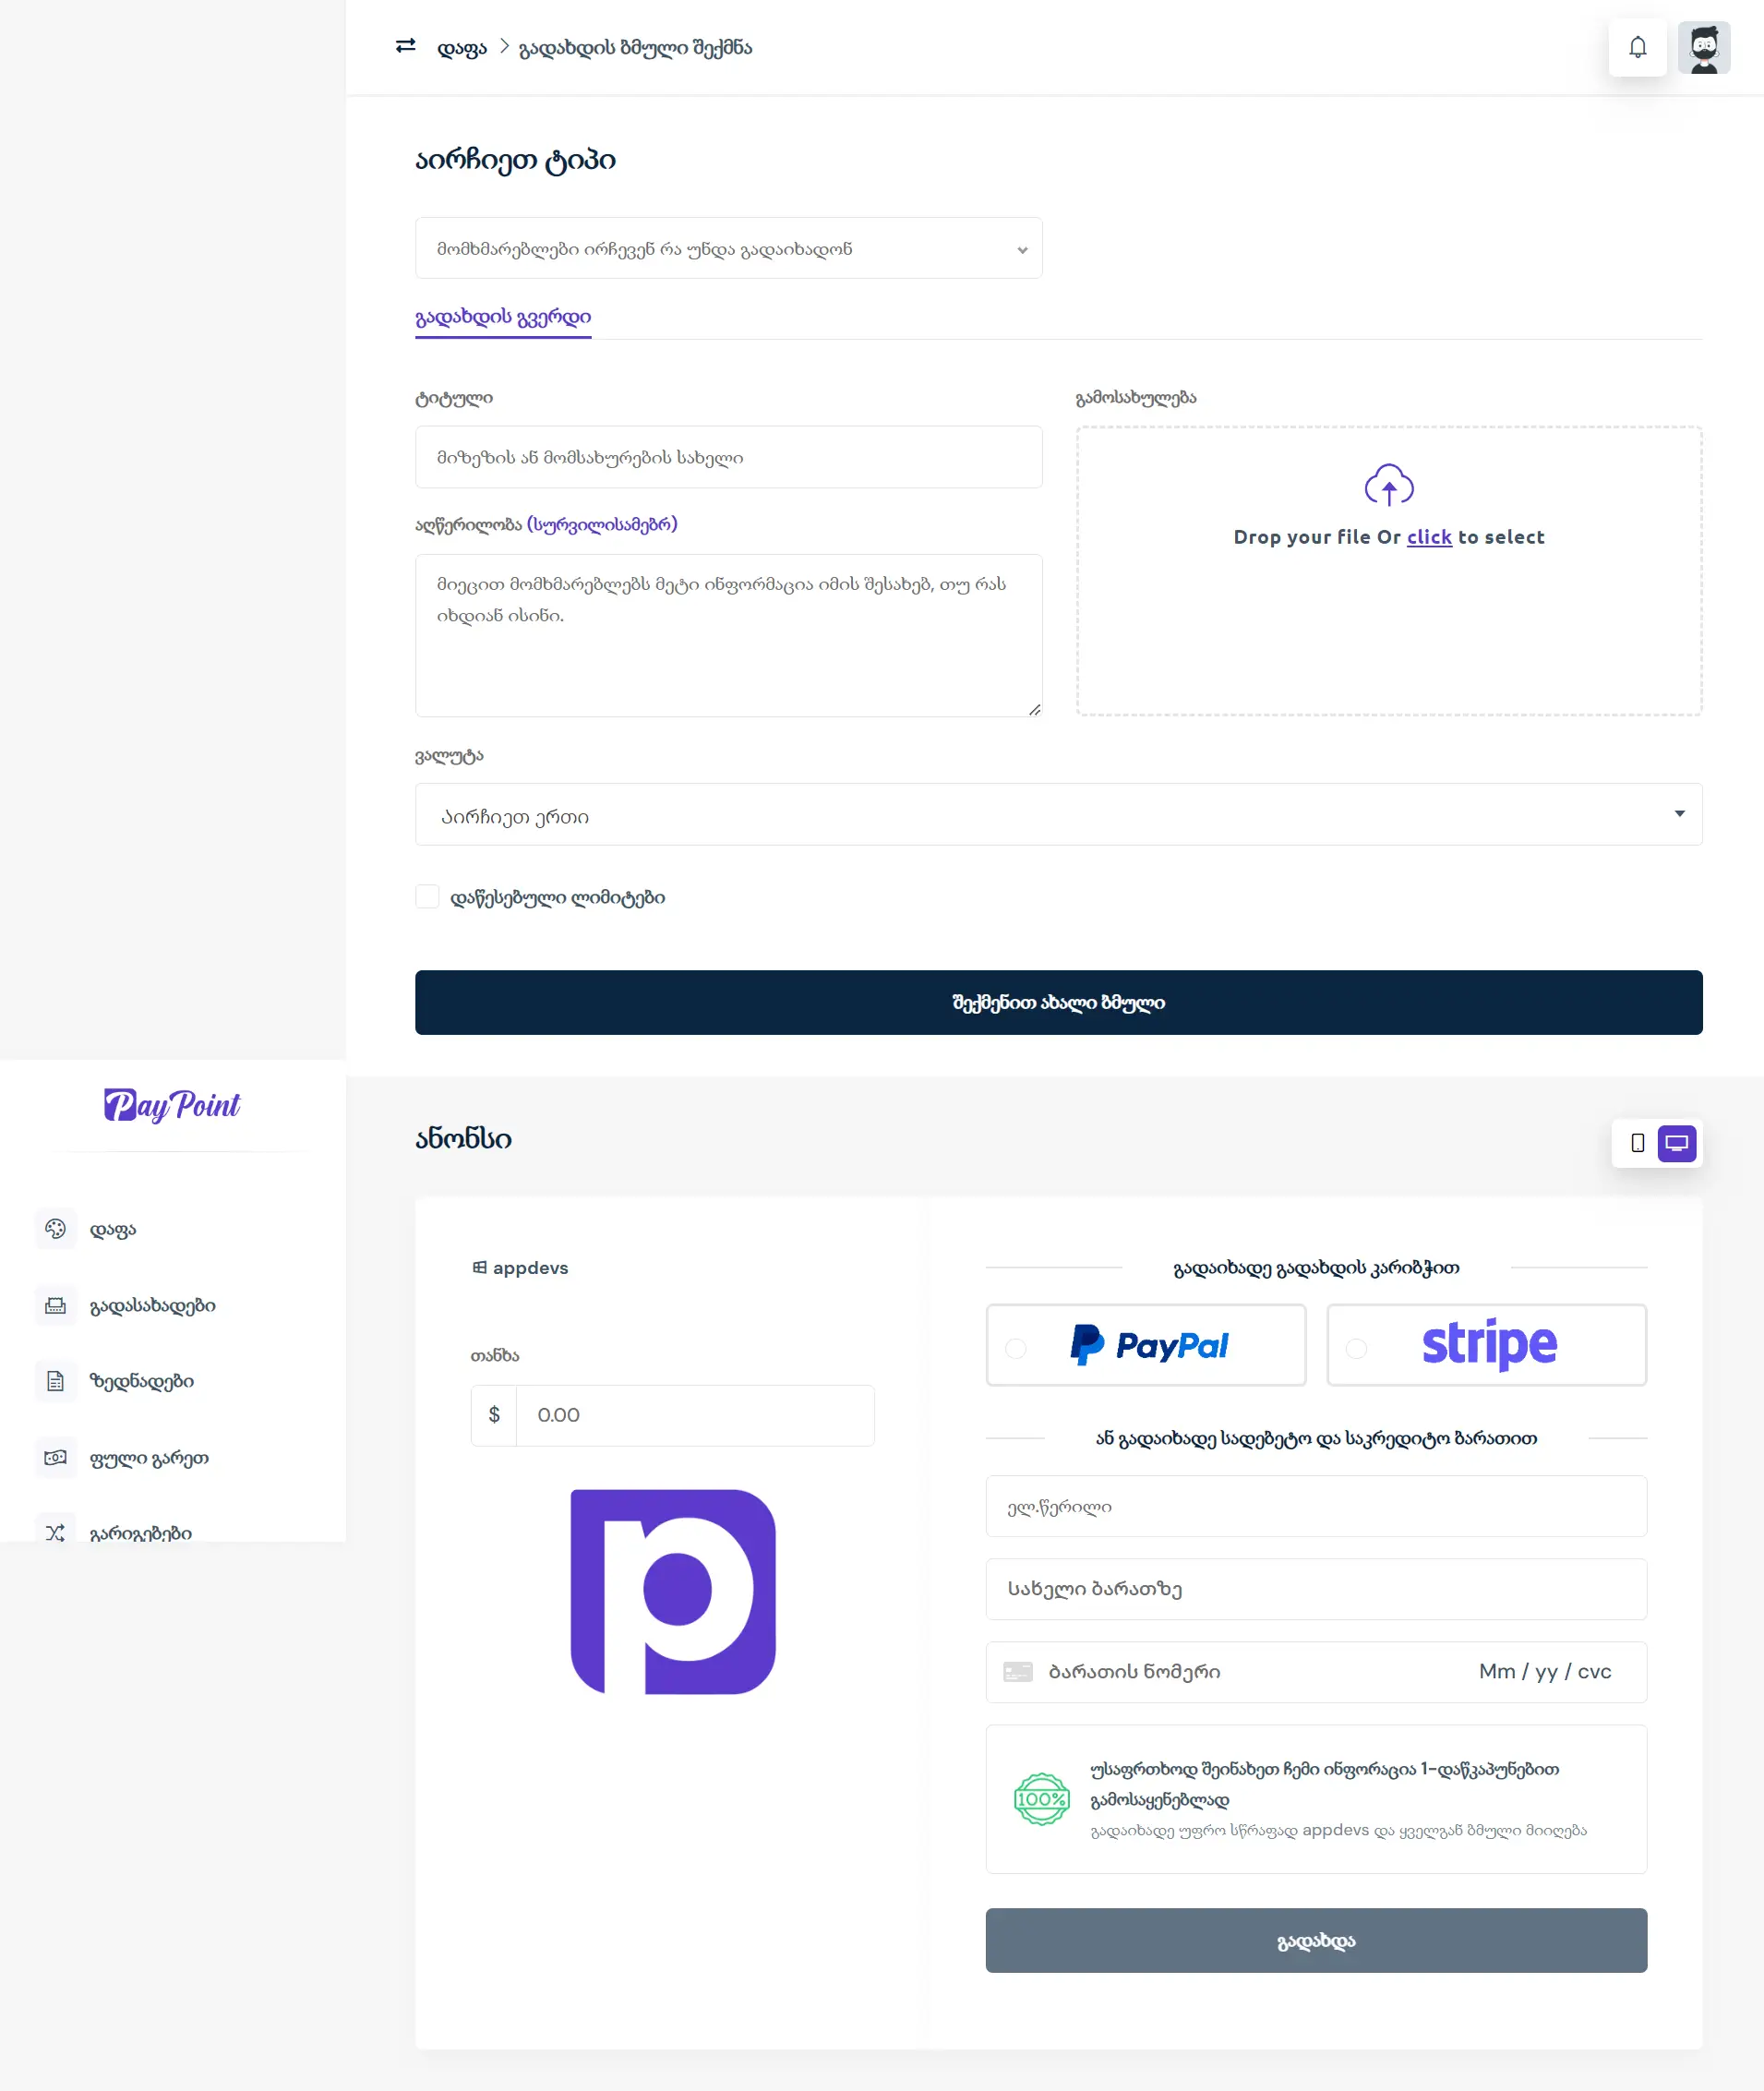 დაფა > გადახდის ბმული შექმნა
აირჩიეთ ტიპი
მომხმარებლები ირჩევენ რა უნდა გადაიხადონ
გადახდის გვერდი
ტიტული
მიზეზის ან მომსახურების სახელი
აღწერილობა (სურვილისამებრ)
მიეცით მომხმარებლებს მეტი ინფორმაცია იმის შესახებ, თუ რას
იხდიან ისინი.
გამოსახულება
Drop your file Or click to select
ვალუტა
აირჩიეთ ერთი
დაწესებული ლიმიტები
შექმენით ახალი ბმული
PayPoint
დაფა
გადასახადები
ზედნადები
ფული გარეთ
გარიგებები
ანონსი
appdevs
თანხა
$ 0.00
გადაიხადე გადახდის კარიბჭით
PayPal
stripe
ან გადაიხადე სადებეტო და საკრედიტო ბარათით
ელ.წერილი
სახელი ბარათზე
ბარათის ნომერი
Mm / yy / cvc
100%
უსაფრთხოდ შეინახეთ ჩემი ინფორაცია 1-დაწკაპუნებით
გამოსაყენებლად
გადაიხადე უფრო სწრაფად appdevs და ყველგან ბმული მიიღება
გადახდა